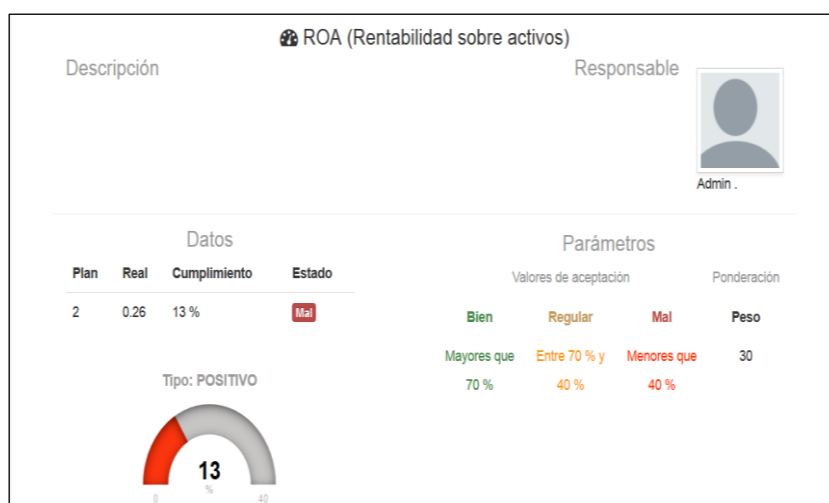 ROA (Rentabilidad sobre activos)
Descripción
Responsable
Admin .
Datos
Plan Real Cumplimiento Estado
2 0.26 13 % Mal
Tipo: POSITIVO
13
%
0 40
Parámetros
Valores de aceptación Ponderación
Bien Regular Mal Peso
Mayores que Entre 70 % y Menores que 30
70 % 40 % 40 %